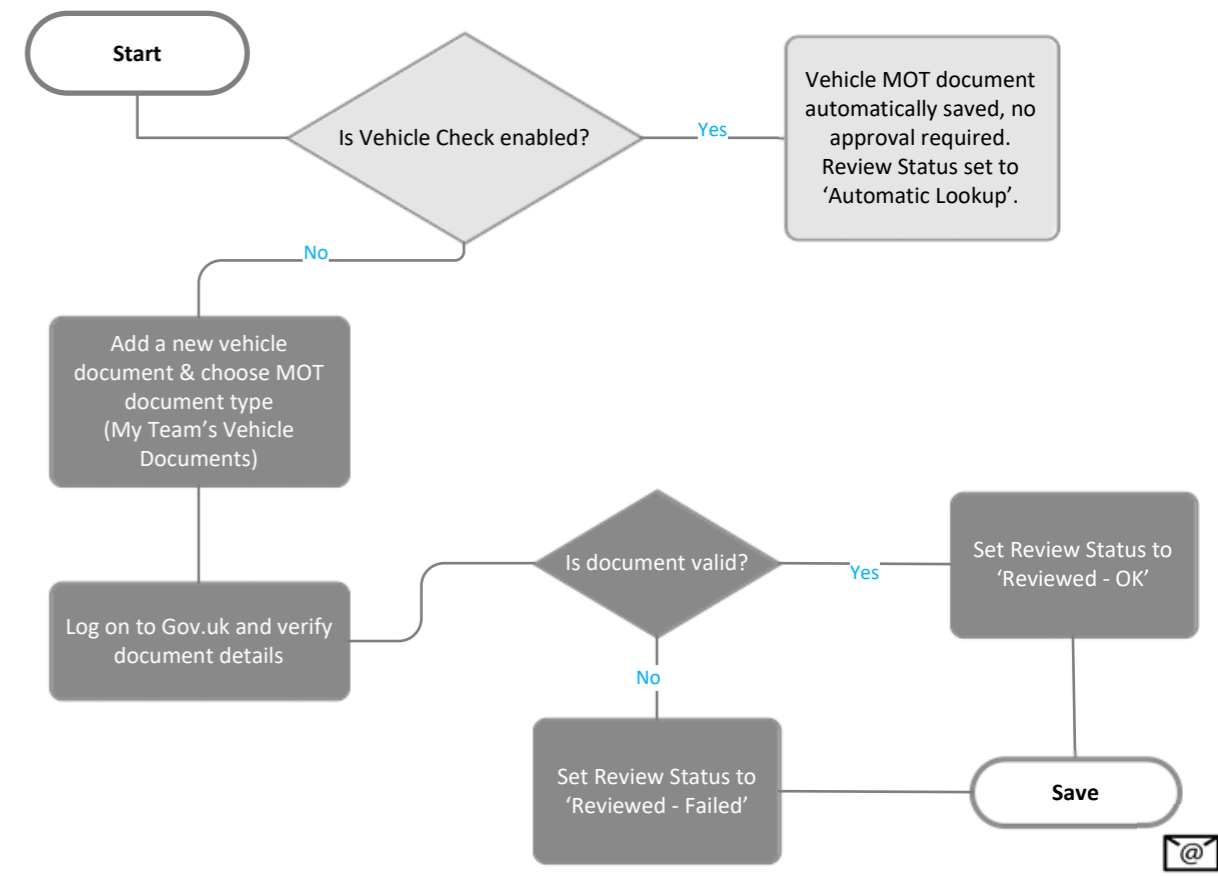 Start
Is Vehicle Check enabled?
Yes
Vehicle MOT document
automatically saved, no
approval required.
Review Status set to
‘Automatic Lookup’.
No
Add a new vehicle
document & choose MOT
document type
(My Team’s Vehicle
Documents)
Log on to Gov.uk and verify
document details
Is document valid?
Yes
Set Review Status to
‘Reviewed - OK’
No
Set Review Status to
‘Reviewed - Failed’
Save
@